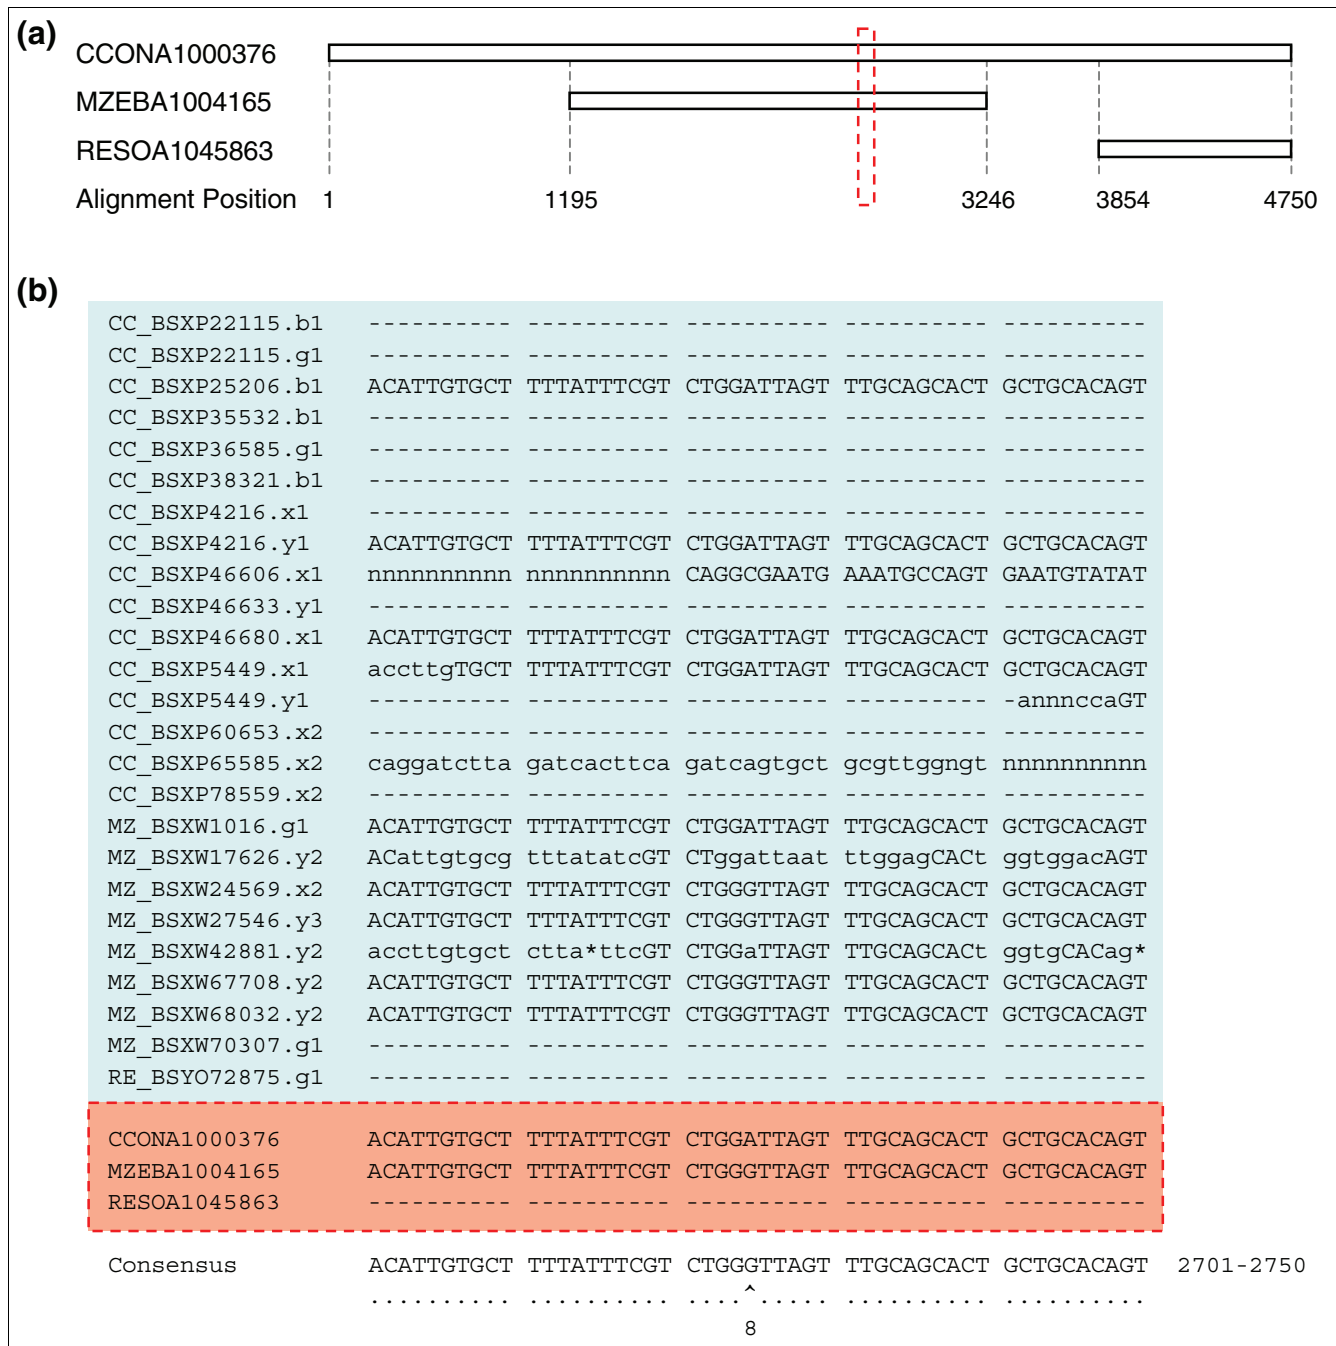 (a)
CCONA1000376
MZEBA1004165
RESOA1045863
Alignment Position 1 1195 3246 3854 4750
(b)
CC_BSXP22115.b1 ---------- ---------- ---------- ---------- ----------
CC_BSXP22115.g1 ---------- ---------- ---------- ---------- ----------
CC_BSXP25206.b1 ACATTGTGCT TTTATTTCGT CTGGATTAGT TTGCAGCACT GCTGCACAGT
CC_BSXP35532.b1 ---------- ---------- ---------- ---------- ----------
CC_BSXP36585.g1 ---------- ---------- ---------- ---------- ----------
CC_BSXP38321.b1 ---------- ---------- ---------- ---------- ----------
CC_BSXP4216.x1 ---------- ---------- ---------- ---------- ----------
CC_BSXP4216.y1 ACATTGTGCT TTTATTTCGT CTGGATTAGT TTGCAGCACT GCTGCACAGT
CC_BSXP46606.x1 nnnnnnnnnn nnnnnnnnnn CAGGCGAATG AAATGCCAGT GAATGTATAT
CC_BSXP46633.y1 ---------- ---------- ---------- ---------- ----------
CC_BSXP46680.x1 ACATTGTGCT TTTATTTCGT CTGGATTAGT TTGCAGCACT GCTGCACAGT
CC_BSXP5449.x1 accttgTGCT TTTATTTCGT CTGGATTAGT TTGCAGCACT GCTGCACAGT
CC_BSXP5449.y1 ---------- ---------- ---------- ---------- -annnccaGT
CC_BSXP60653.x2 ---------- ---------- ---------- ---------- ----------
CC_BSXP65585.x2 caggatctta gatcacttca gatcagtgct gcgttggngt nnnnnnnnnn
CC_BSXP78559.x2 ---------- ---------- ---------- ---------- ----------
MZ_BSXW1016.g1 ACATTGTGCT TTTATTTCGT CTGGATTAGT TTGCAGCACT GCTGCACAGT
MZ_BSXW17626.y2 ACattgtgcg tttatatcGT CTggattaat ttggagCACt ggtggacAGT
MZ_BSXW24569.x2 ACATTGTGCT TTTATTTCGT CTGGGTTAGT TTGCAGCACT GCTGCACAGT
MZ_BSXW27546.y3 ACATTGTGCT TTTATTTCGT CTGGGTTAGT TTGCAGCACT GCTGCACAGT
MZ_BSXW42881.y2 accttgtgct ctta*ttcGT CTGGaTTAGT TTGCAGCACt ggtgCACag*
MZ_BSXW67708.y2 ACATTGTGCT TTTATTTCGT CTGGGTTAGT TTGCAGCACT GCTGCACAGT
MZ_BSXW68032.y2 ACATTGTGCT TTTATTTCGT CTGGGTTAGT TTGCAGCACT GCTGCACAGT
MZ_BSXW70307.g1 ---------- ---------- ---------- ---------- ----------
RE_BSYO72875.g1 ---------- ---------- ---------- ---------- ----------
CCONA1000376 ACATTGTGCT TTTATTTCGT CTGGATTAGT TTGCAGCACT GCTGCACAGT
MZEBA1004165 ACATTGTGCT TTTATTTCGT CTGGGTTAGT TTGCAGCACT GCTGCACAGT
RESOA1045863 ---------- ---------- ---------- ---------- ----------
Consensus ACATTGTGCT TTTATTTCGT CTGGGTTAGT TTGCAGCACT GCTGCACAGT 2701-2750
.......... .......... ....^..... .......... ..........
8